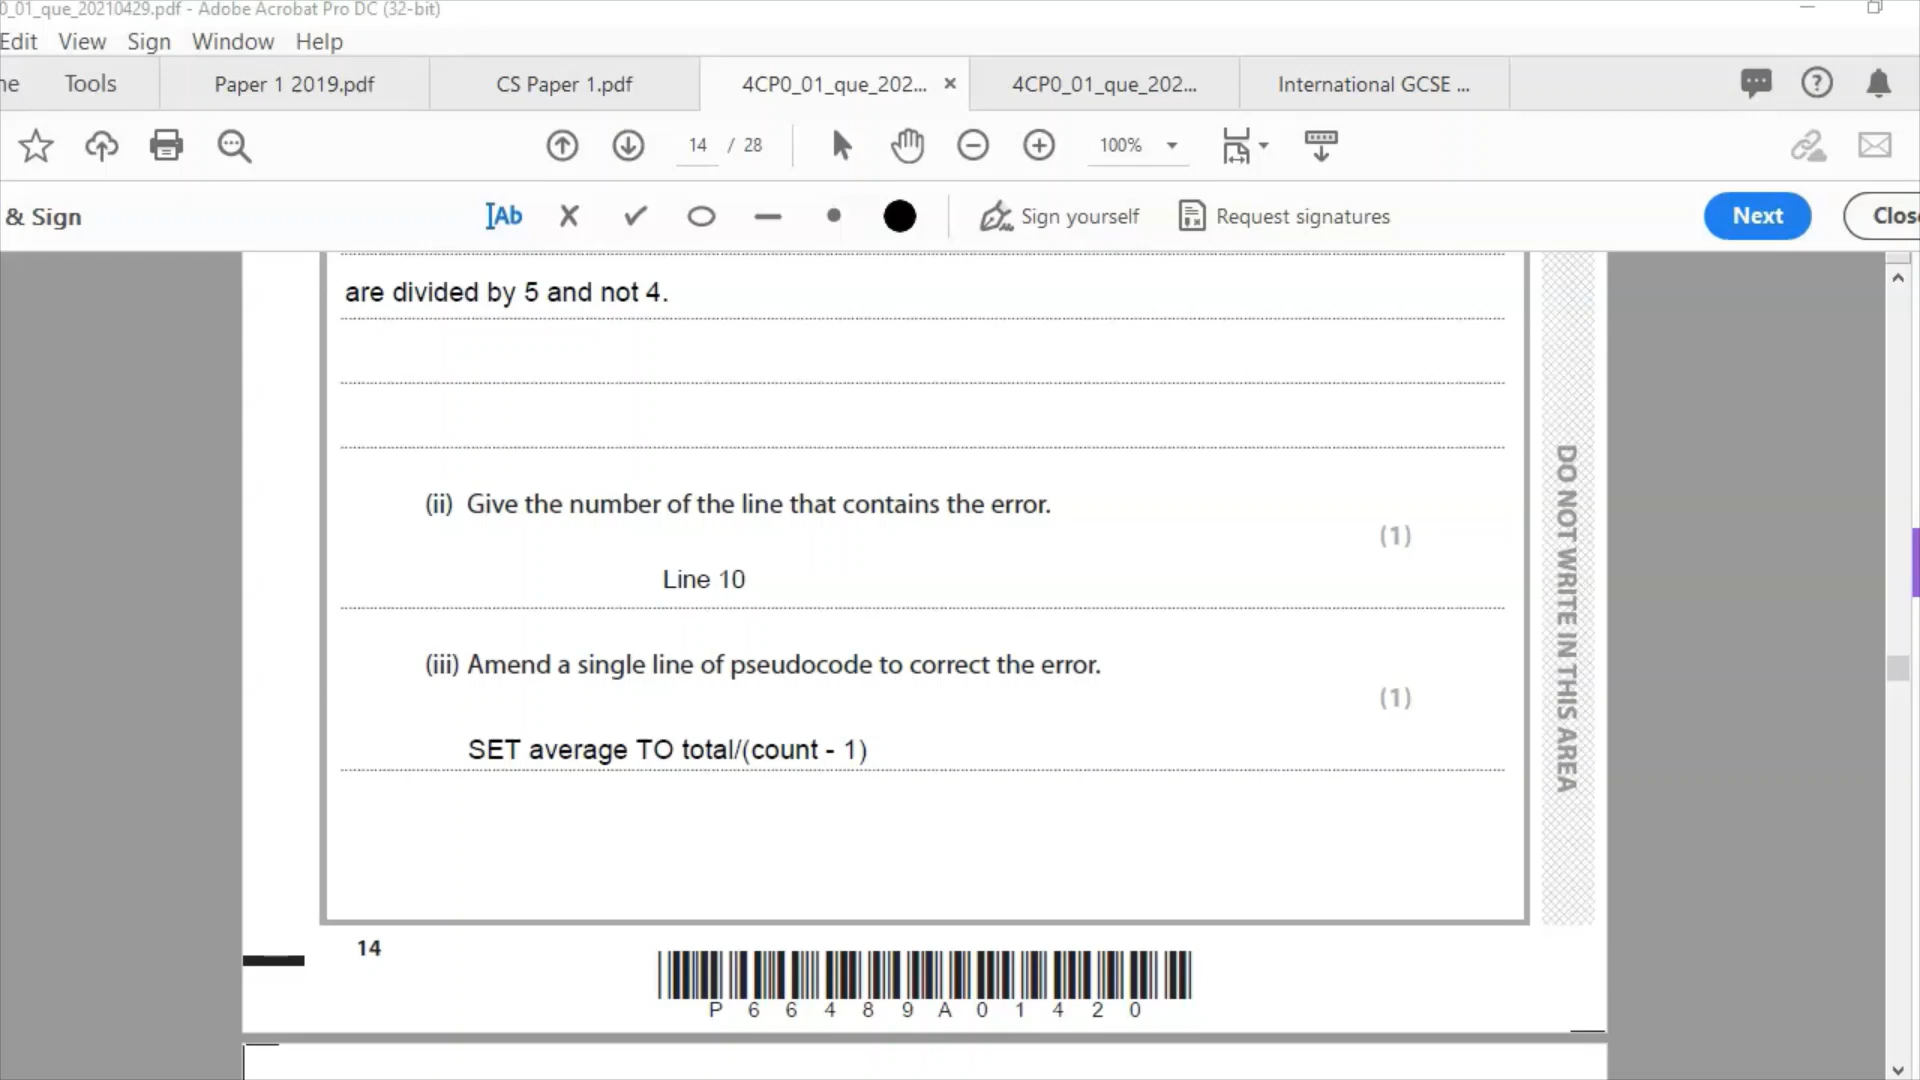 0_01_que_20210429.pdf - Adobe Acrobat Pro DC (32-bit)
Edit View Sign Window Help
Tools Paper 1 2019.pdf CS Paper 1.pdf 4CP0_01_que_202... × 4CP0_01_que_202... International GCSE ...
14 / 28 100%
& Sign Ab Sign yourself Request signatures Next Clos
are divided by 5 and not 4.
(ii) Give the number of the line that contains the error.
(1)
Line 10
(iii) Amend a single line of pseudocode to correct the error.
(1)
SET average TO total/(count - 1)
DO NOT WRITE IN THIS AREA
14
P 6 6 4 8 9 A 0 1 4 2 0